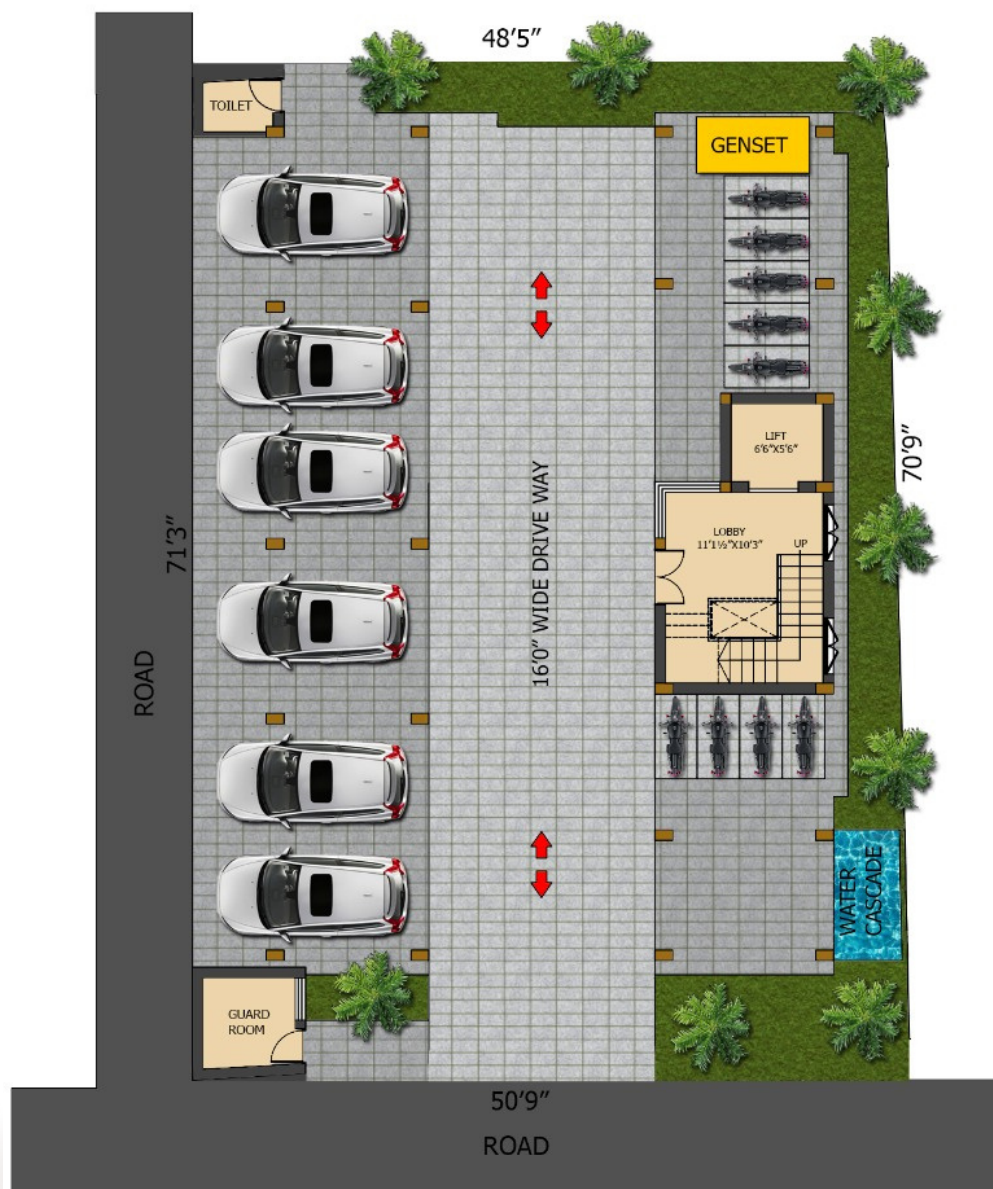 48'5"
TOILET
GENSET
LIFT
6'6"X5'6"
70'9"
LOBBY
11'1½"X10'3"
UP
71'3"
ROAD
16'0" WIDE DRIVE WAY
WATER
CASCADE
GUARD
ROOM
50'9"
ROAD